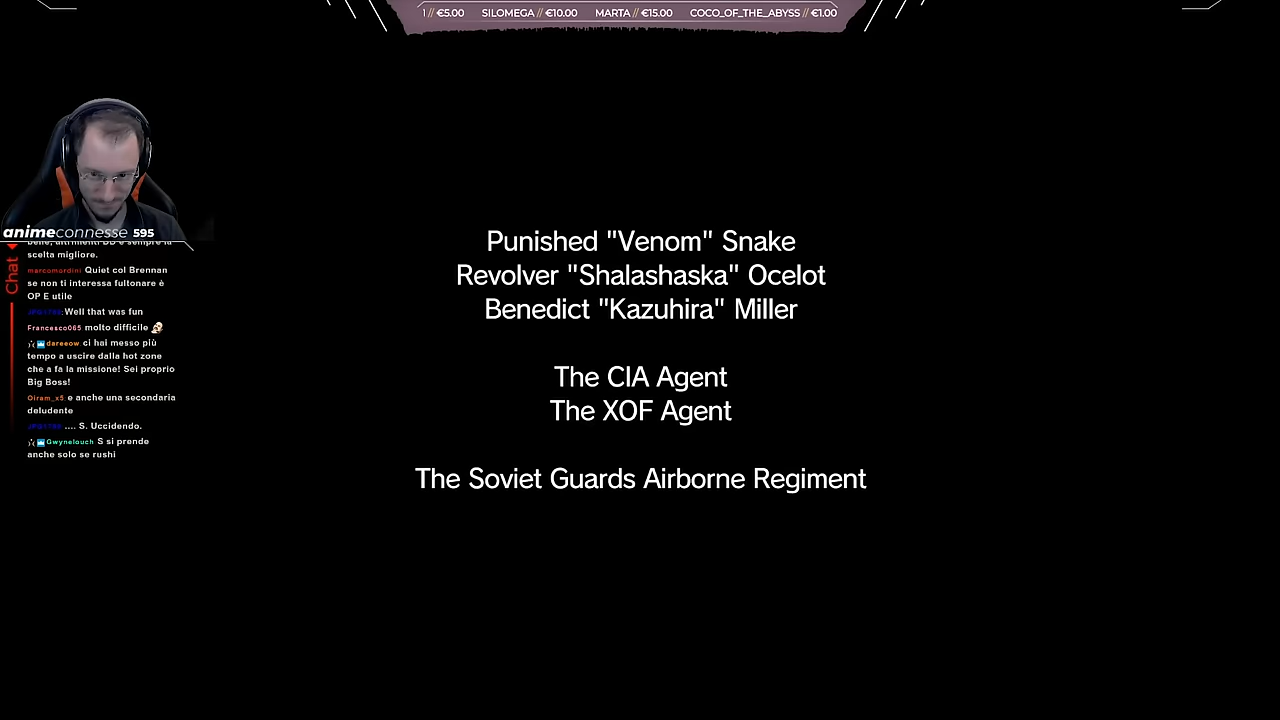 €5.00 SILOMEGA // €10.00 MARTA // €15.00 COCO_OF_THE_ABYSS // €1.00
animeconnesse 595
Chat
scelta migliore.
marcomordini Quiet col Brennan
se non ti interessa fultonare è
OP E utile
Well that was fun
Francesco065 molto difficile
dareeow ci hai messo più
tempo a uscire dalla hot zone
che a fa la missione! Sei proprio
Big Boss!
Oiram_x5 e anche una secondaria
deludente
.... S. Uccidendo.
Gwynelouch S si prende
anche solo se rushi
Punished "Venom" Snake
Revolver "Shalashaska" Ocelot
Benedict "Kazuhira" Miller
The CIA Agent
The XOF Agent
The Soviet Guards Airborne Regiment